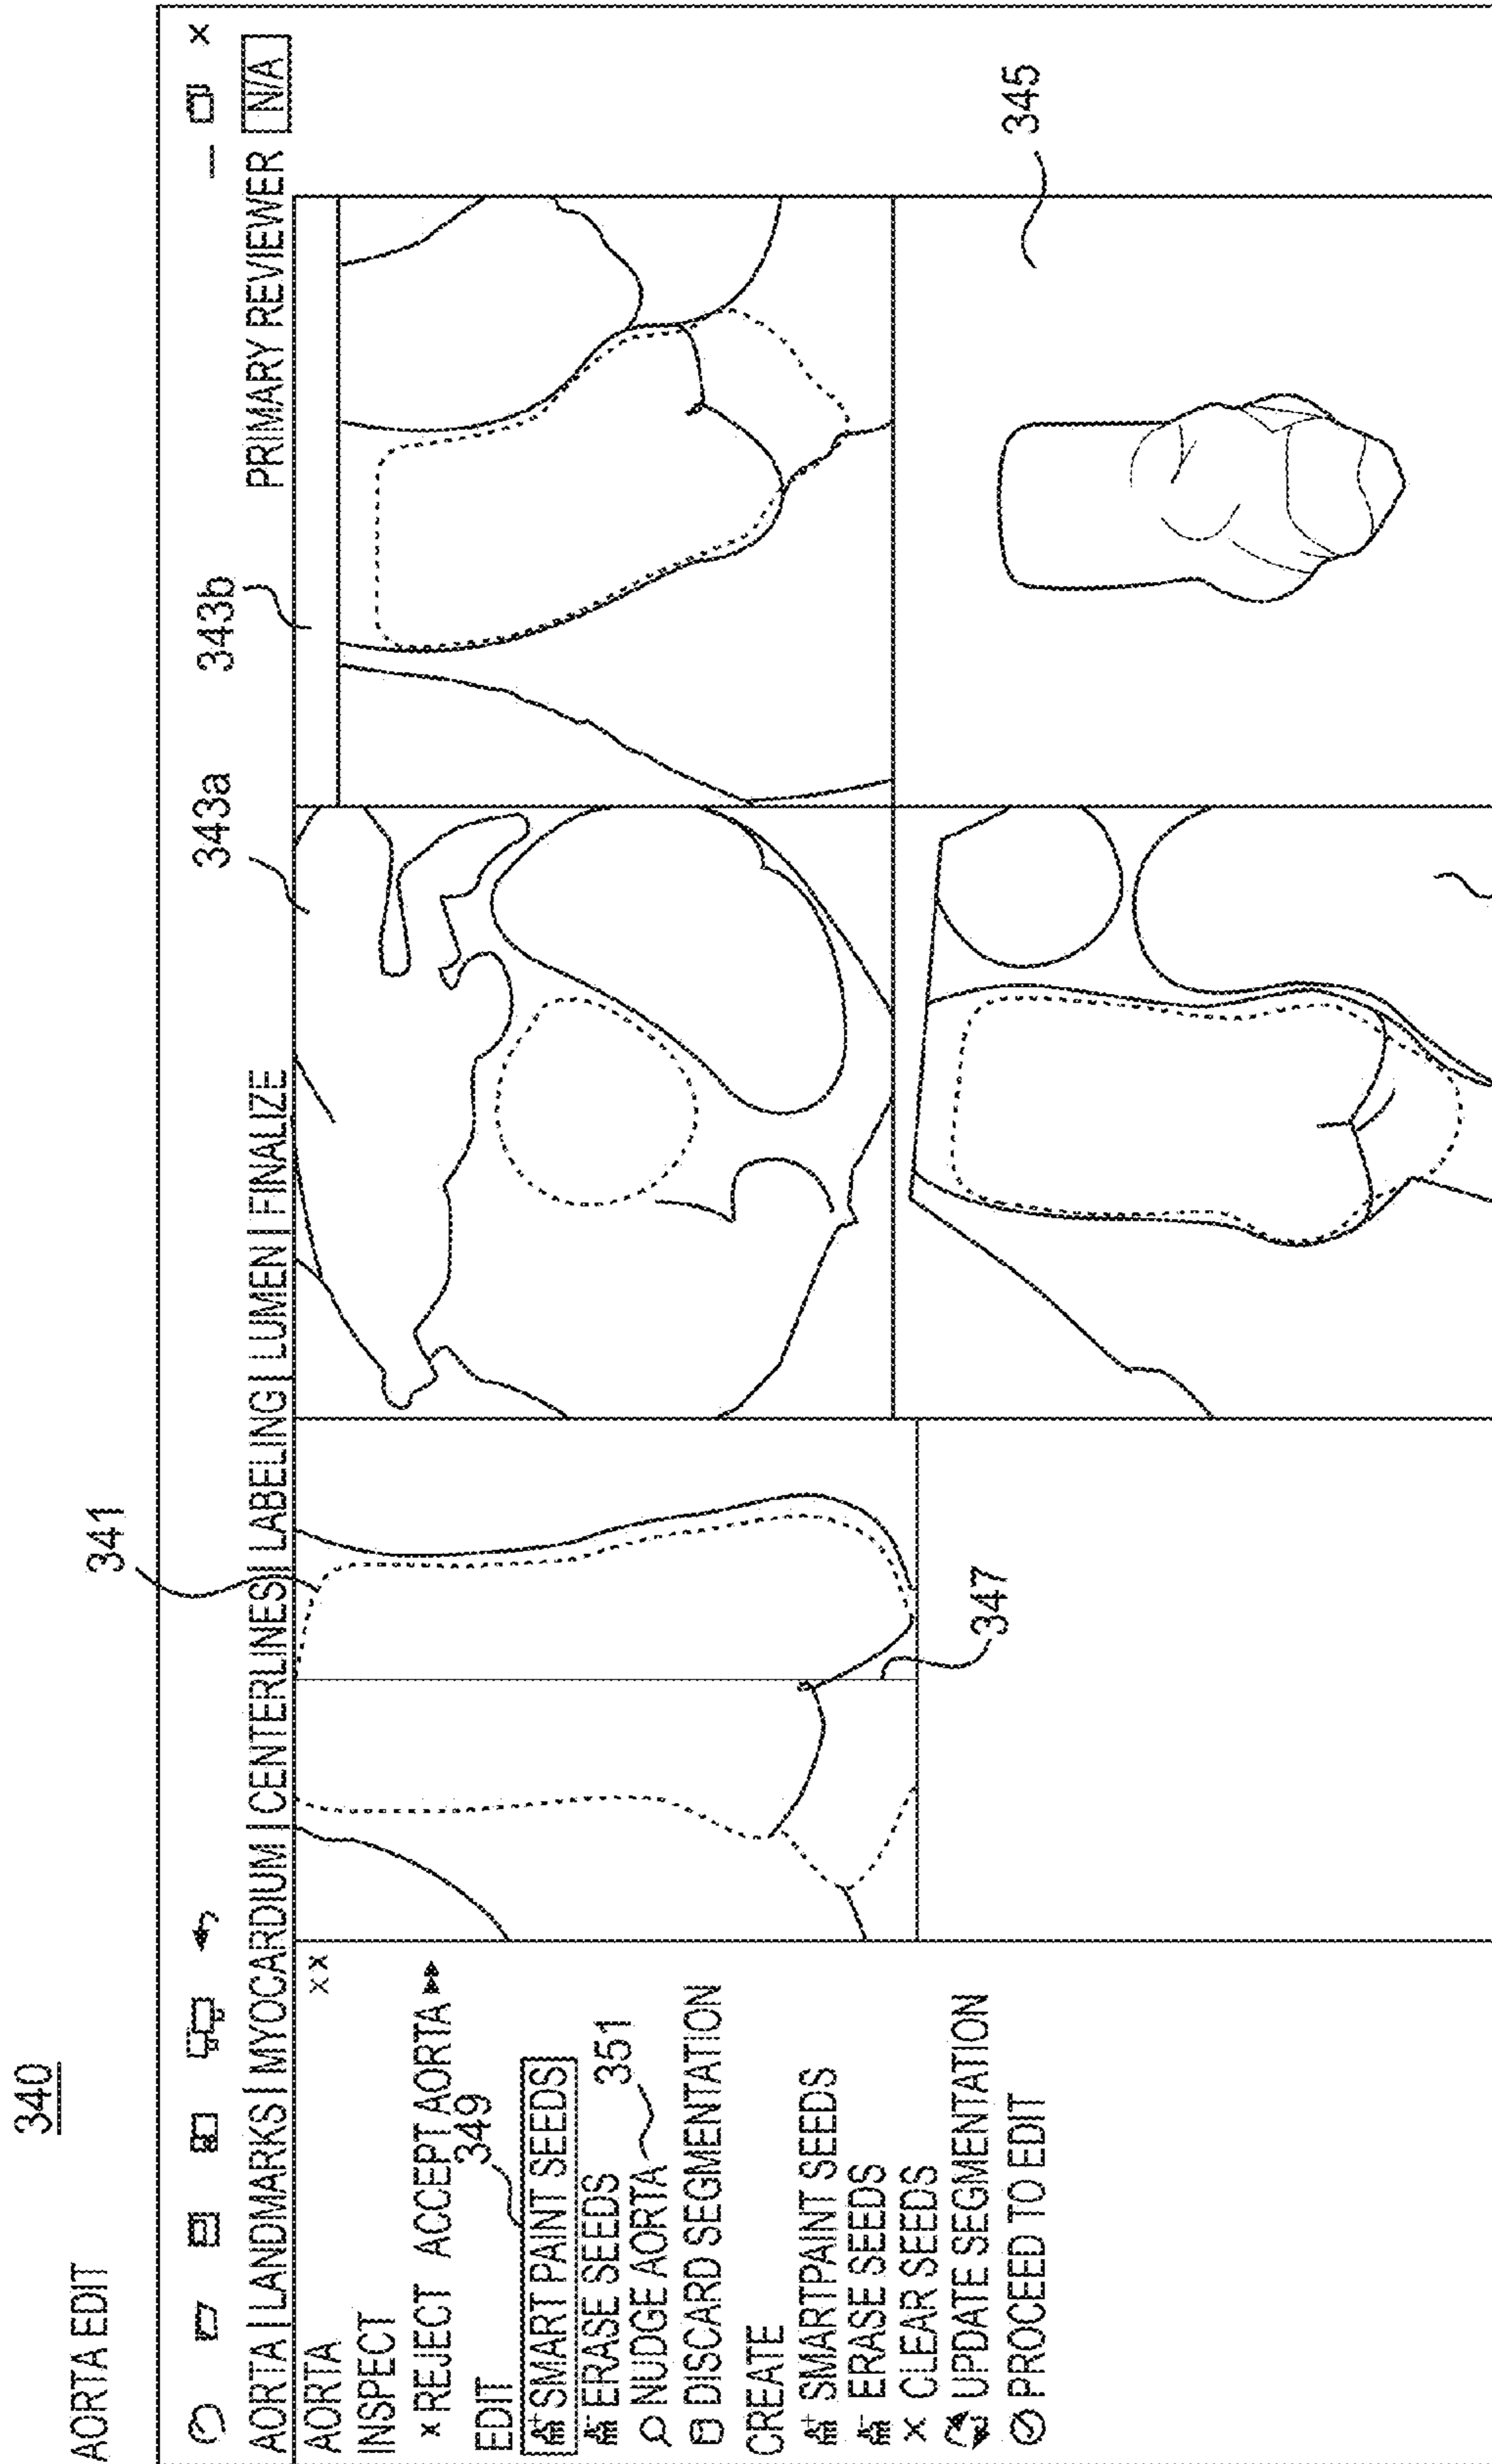 340
AORTA EDIT
341
343a
343b
AORTA | LANDMARKS | MYOCARDIUM | CENTERLINES | LABELING | LUMEN | FINALIZE
PRIMARY REVIEWER N/A
AORTA
INSPECT
× REJECT ACCEPT AORTA
349
EDIT
SMART PAINT SEEDS
ERASE SEEDS
351
NUDGE AORTA
DISCARD SEGMENTATION
CREATE
SMARTPAINT SEEDS
ERASE SEEDS
× CLEAR SEEDS
UPDATE SEGMENTATION
PROCEED TO EDIT
347
345